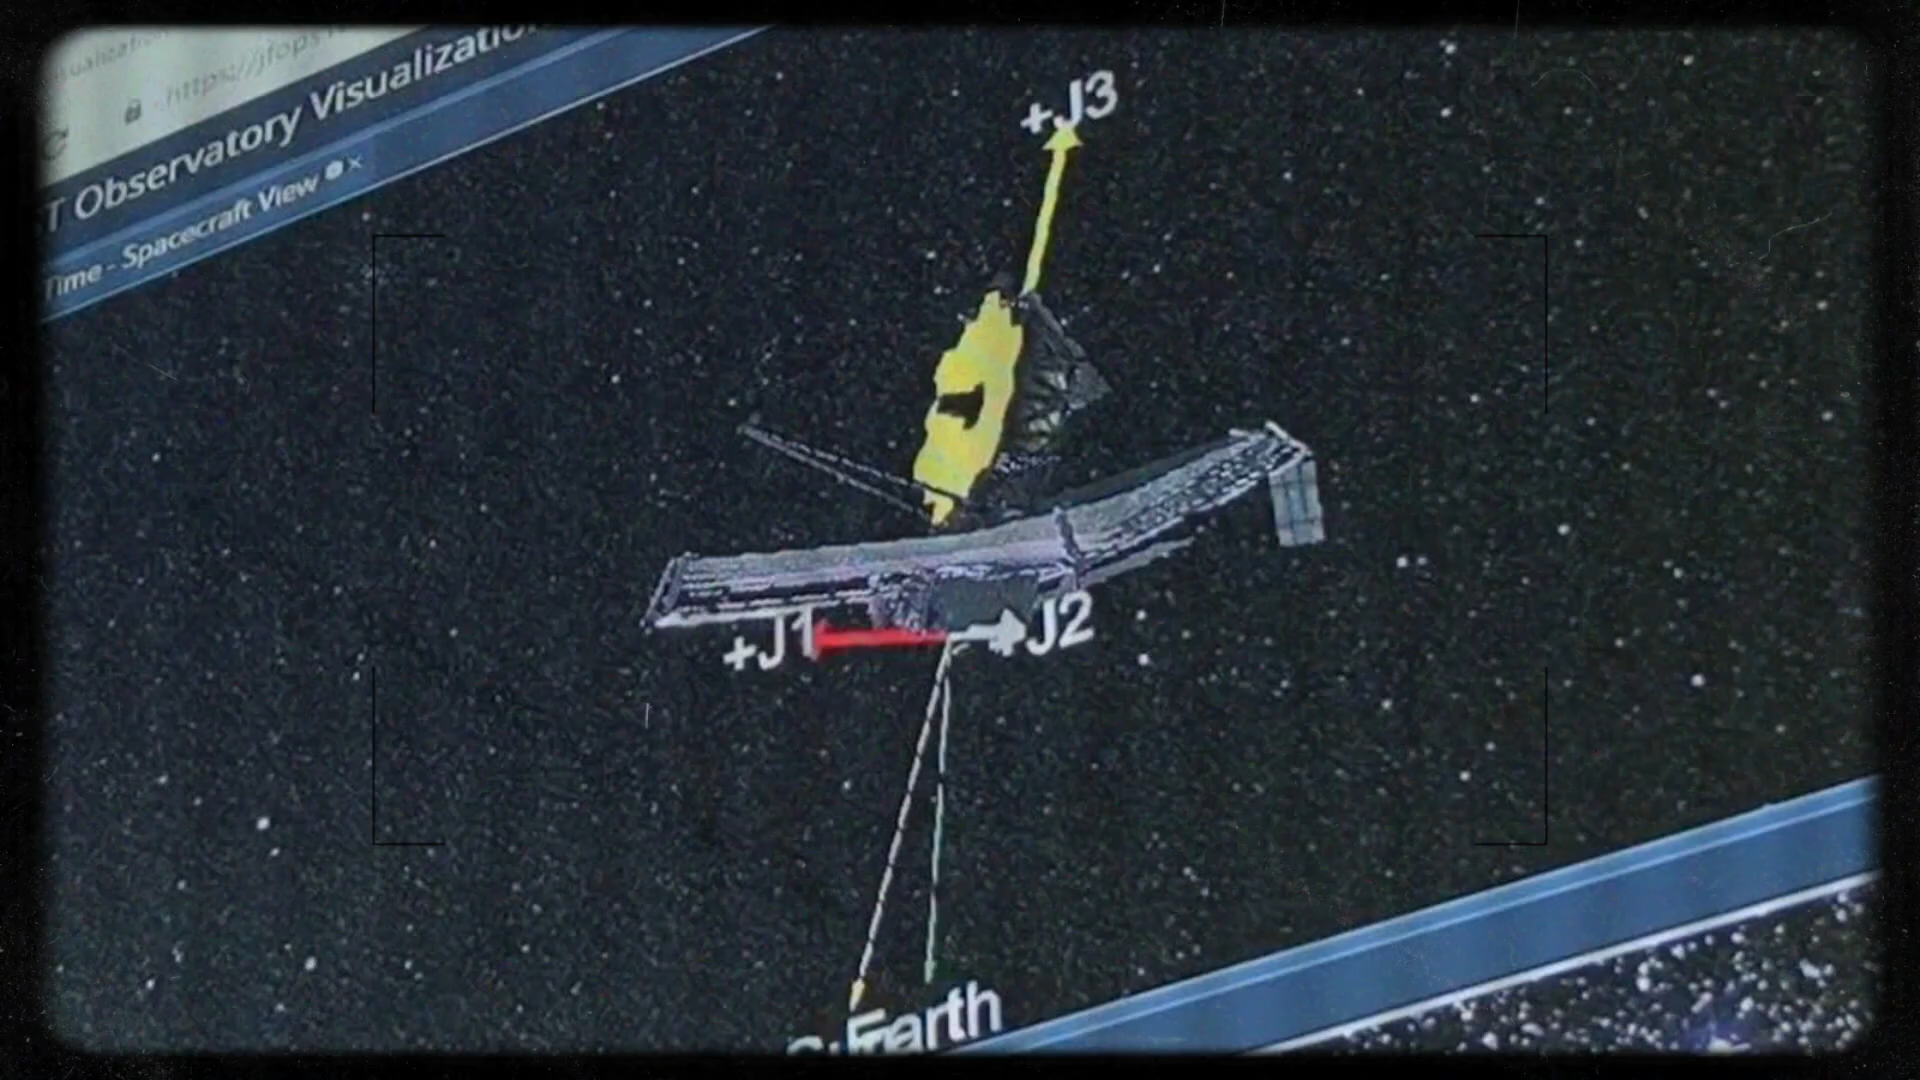 https://jfops
T Observatory Visualizatio
Time - Spacecraft View
+J3
+J1
J2
Earth